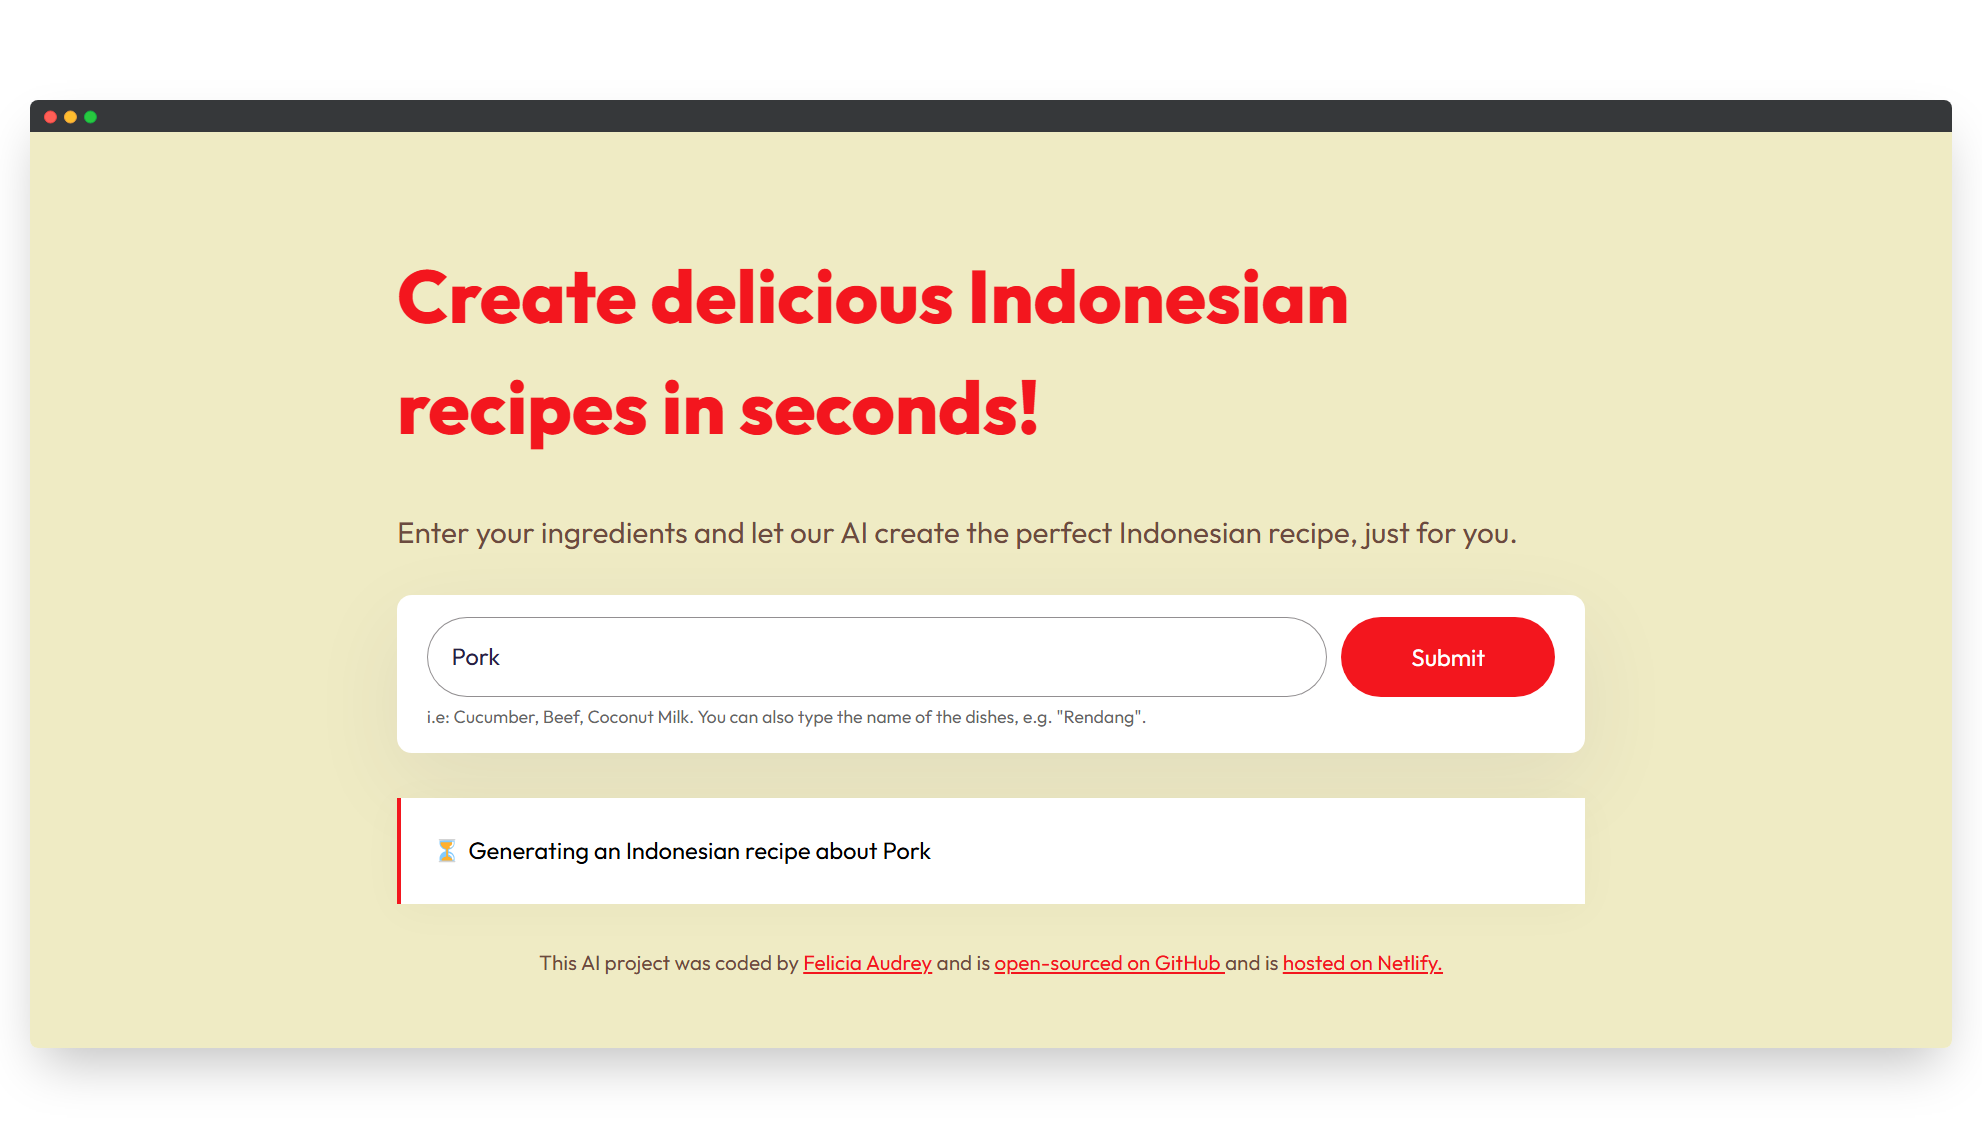 Create delicious Indonesian
recipes in seconds!
Enter your ingredients and let our AI create the perfect Indonesian recipe, just for you.
Pork
Submit
i.e: Cucumber, Beef, Coconut Milk. You can also type the name of the dishes, e.g. "Rendang".
⏳ Generating an Indonesian recipe about Pork
This AI project was coded by Felicia Audrey and is open-sourced on GitHub and is hosted on Netlify.